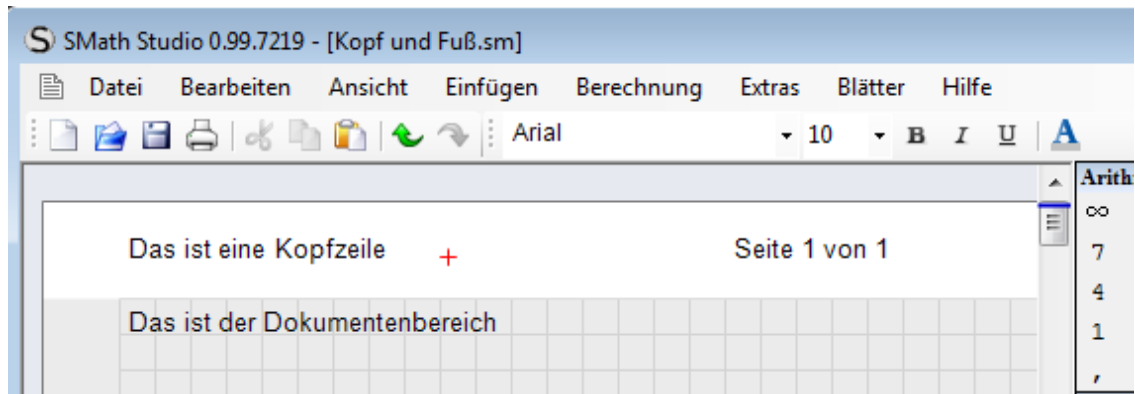 SMath Studio 0.99.7219 - [Kopf und Fuß.sm]
Datei Bearbeiten Ansicht Einfügen Berechnung Extras Blätter Hilfe
Arial 10 B I U A
Das ist eine Kopfzeile + Seite 1 von 1
Das ist der Dokumentenbereich
Arith
∞
7
4
1
,